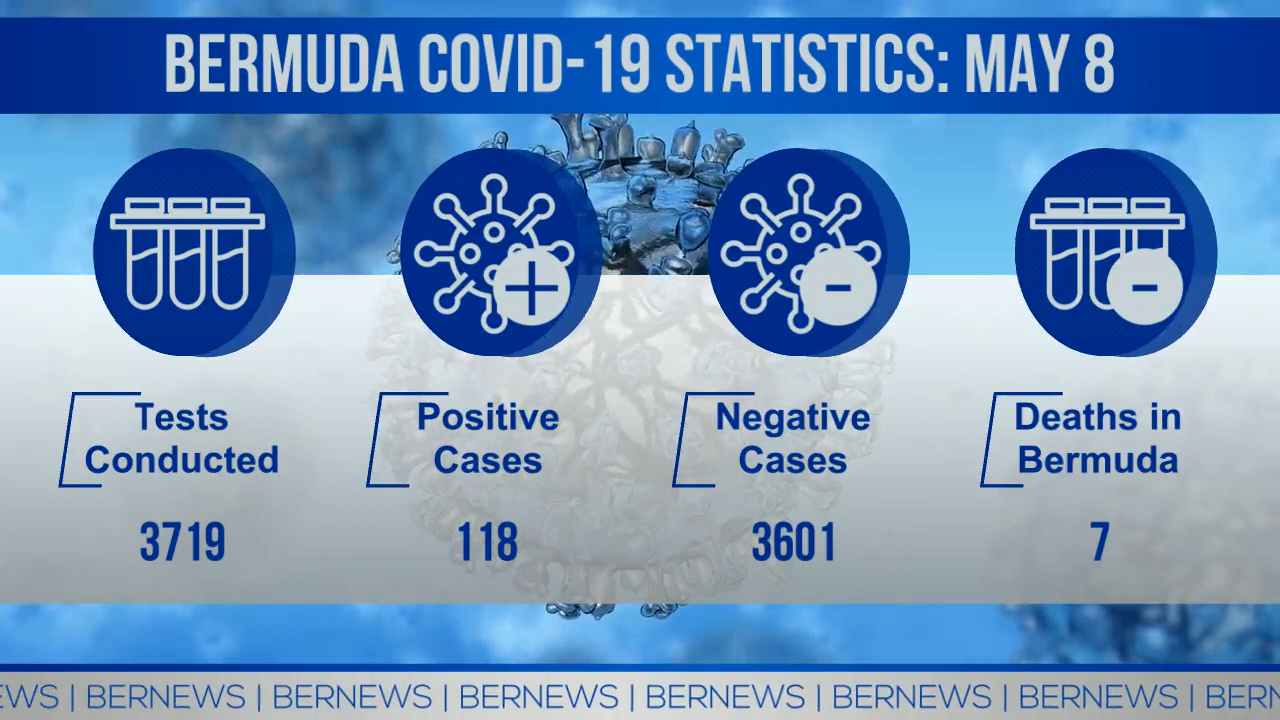 BERMUDA COVID-19 STATISTICS: MAY 8
Tests
Conducted
3719
Positive
Cases
118
Negative
Cases
3601
Deaths in
Bermuda
7
EWS | BERNEWS | BERNEWS | BERNEWS | BERNEWS | BERNEWS | BERNEWS | BERN